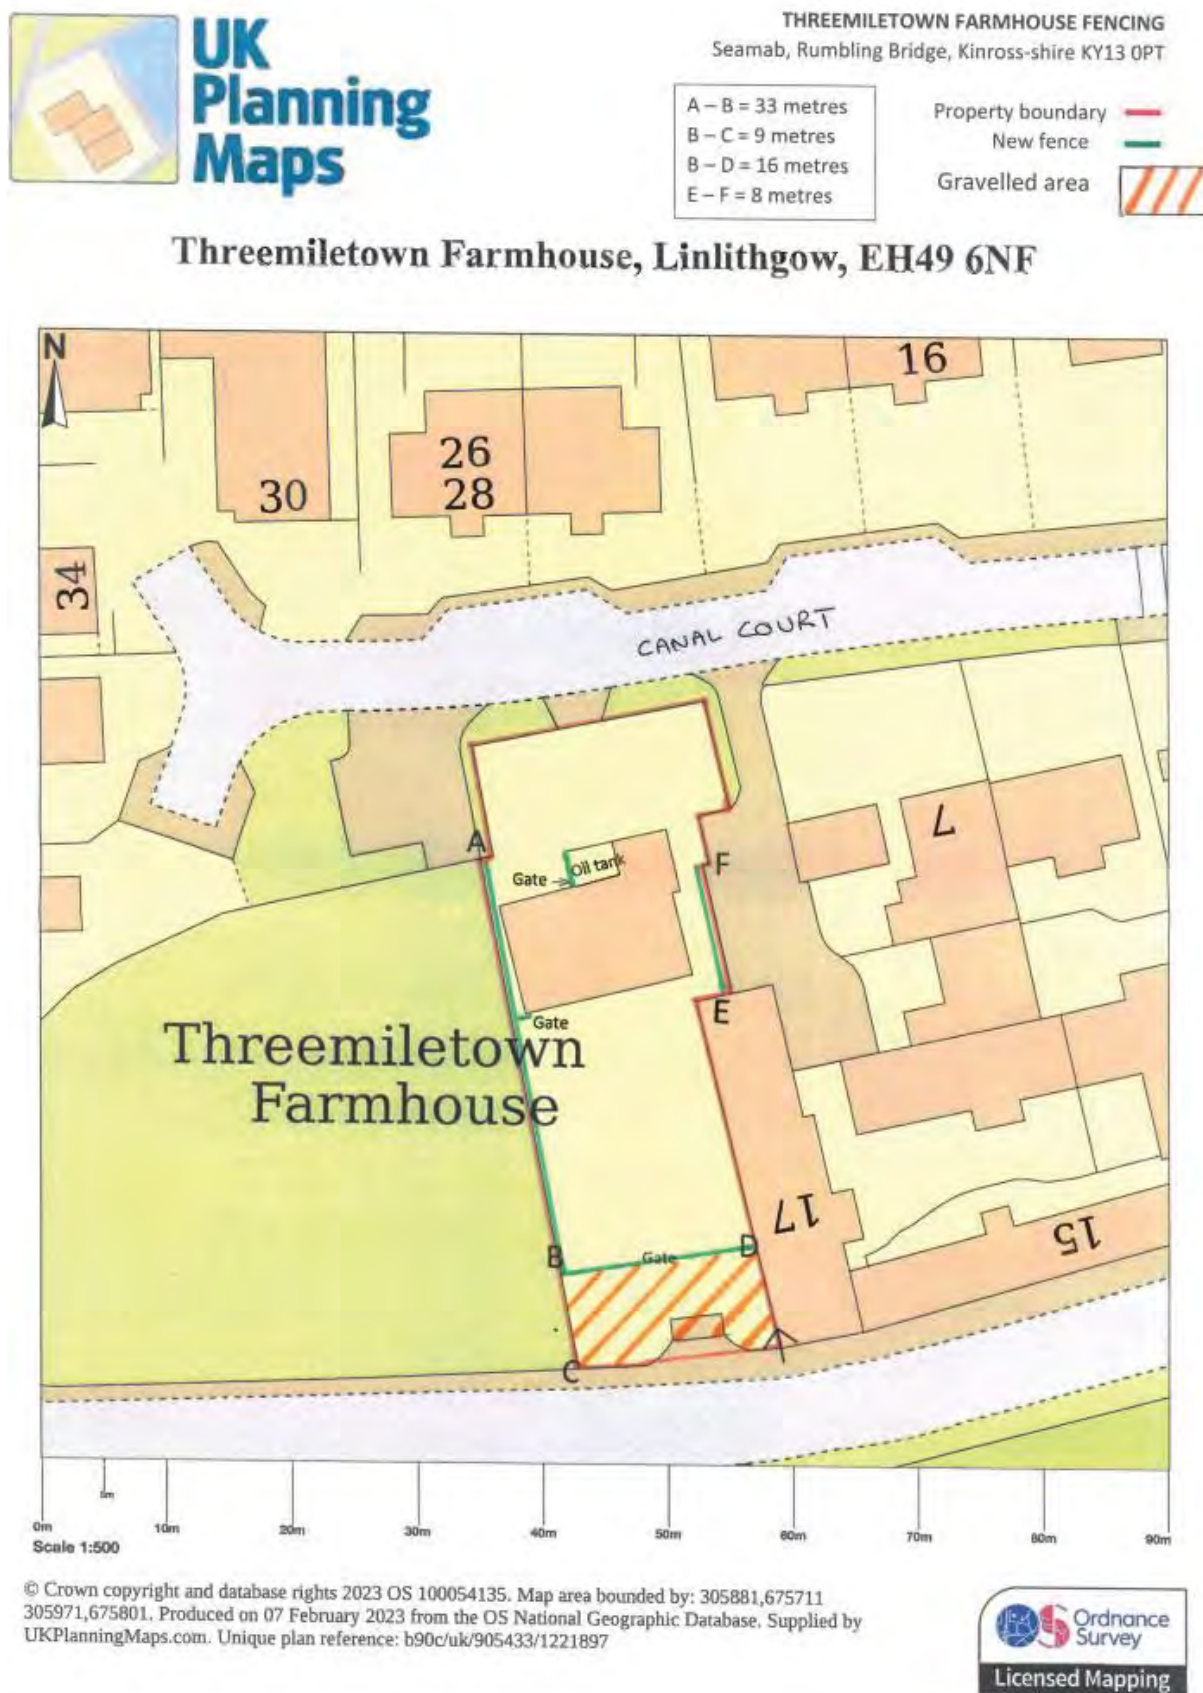 UK
Planning
Maps
THREEMILETOWN FARMHOUSE FENCING
Seamab, Rumbling Bridge, Kinross-shire KY13 0PT
A – B = 33 metres
B – C = 9 metres
B – D = 16 metres
E – F = 8 metres
Property boundary
New fence
Gravelled area
Threemiletown Farmhouse, Linlithgow, EH49 6NF
N
16
26
28
30
34
CANAL COURT
7
A
Oil tank
Gate
F
E
Gate
Threemiletown
Farmhouse
17
15
B
Gate
D
C
0m
5m
10m
20m
30m
40m
50m
60m
70m
80m
90m
Scale 1:500
© Crown copyright and database rights 2023 OS 100054135. Map area bounded by: 305881,675711
305971,675801. Produced on 07 February 2023 from the OS National Geographic Database. Supplied by
UKPlanningMaps.com. Unique plan reference: b90c/uk/905433/1221897
Ordnance
Survey
Licensed Mapping